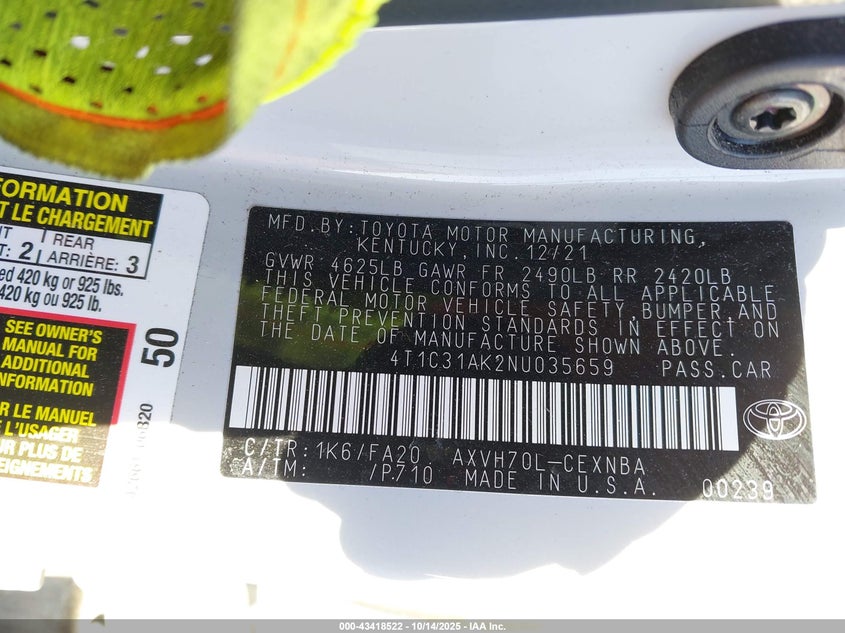 FORMATION
T LE CHARGEMENT
NT
REAR
T: 2
ARRIÈRE: 3
ed 420 kg or 925 lbs.
420 kg ou 925 lb.
SEE OWNER'S
MANUAL FOR
ADDITIONAL
INFORMATION
R LE MANUEL
L'USAGER
UR PLUS DE
SEIGNEMENTS
50
MFD.BY:TOYOTA MOTOR MANUFACTURING,
KENTUCKY, INC. 12/21
GVWR 4625LB GAWR FR 2490LB RR 2420LB
THIS VEHICLE CONFORMS TO ALL APPLICABLE
FEDERAL MOTOR VEHICLE SAFETY, BUMPER, AND
THEFT PREVENTION STANDARDS IN EFFECT ON
THE DATE OF MANUFACTURE SHOWN ABOVE.
4T1C31AK2NU035659 PASS.CAR
C/TR: 1K6/FA20 AXVH70L-CEXNBA
A/TM: /P710 MADE IN U.S.A. 00239
000-43418522 - 10/14/2025 - IAA Inc.